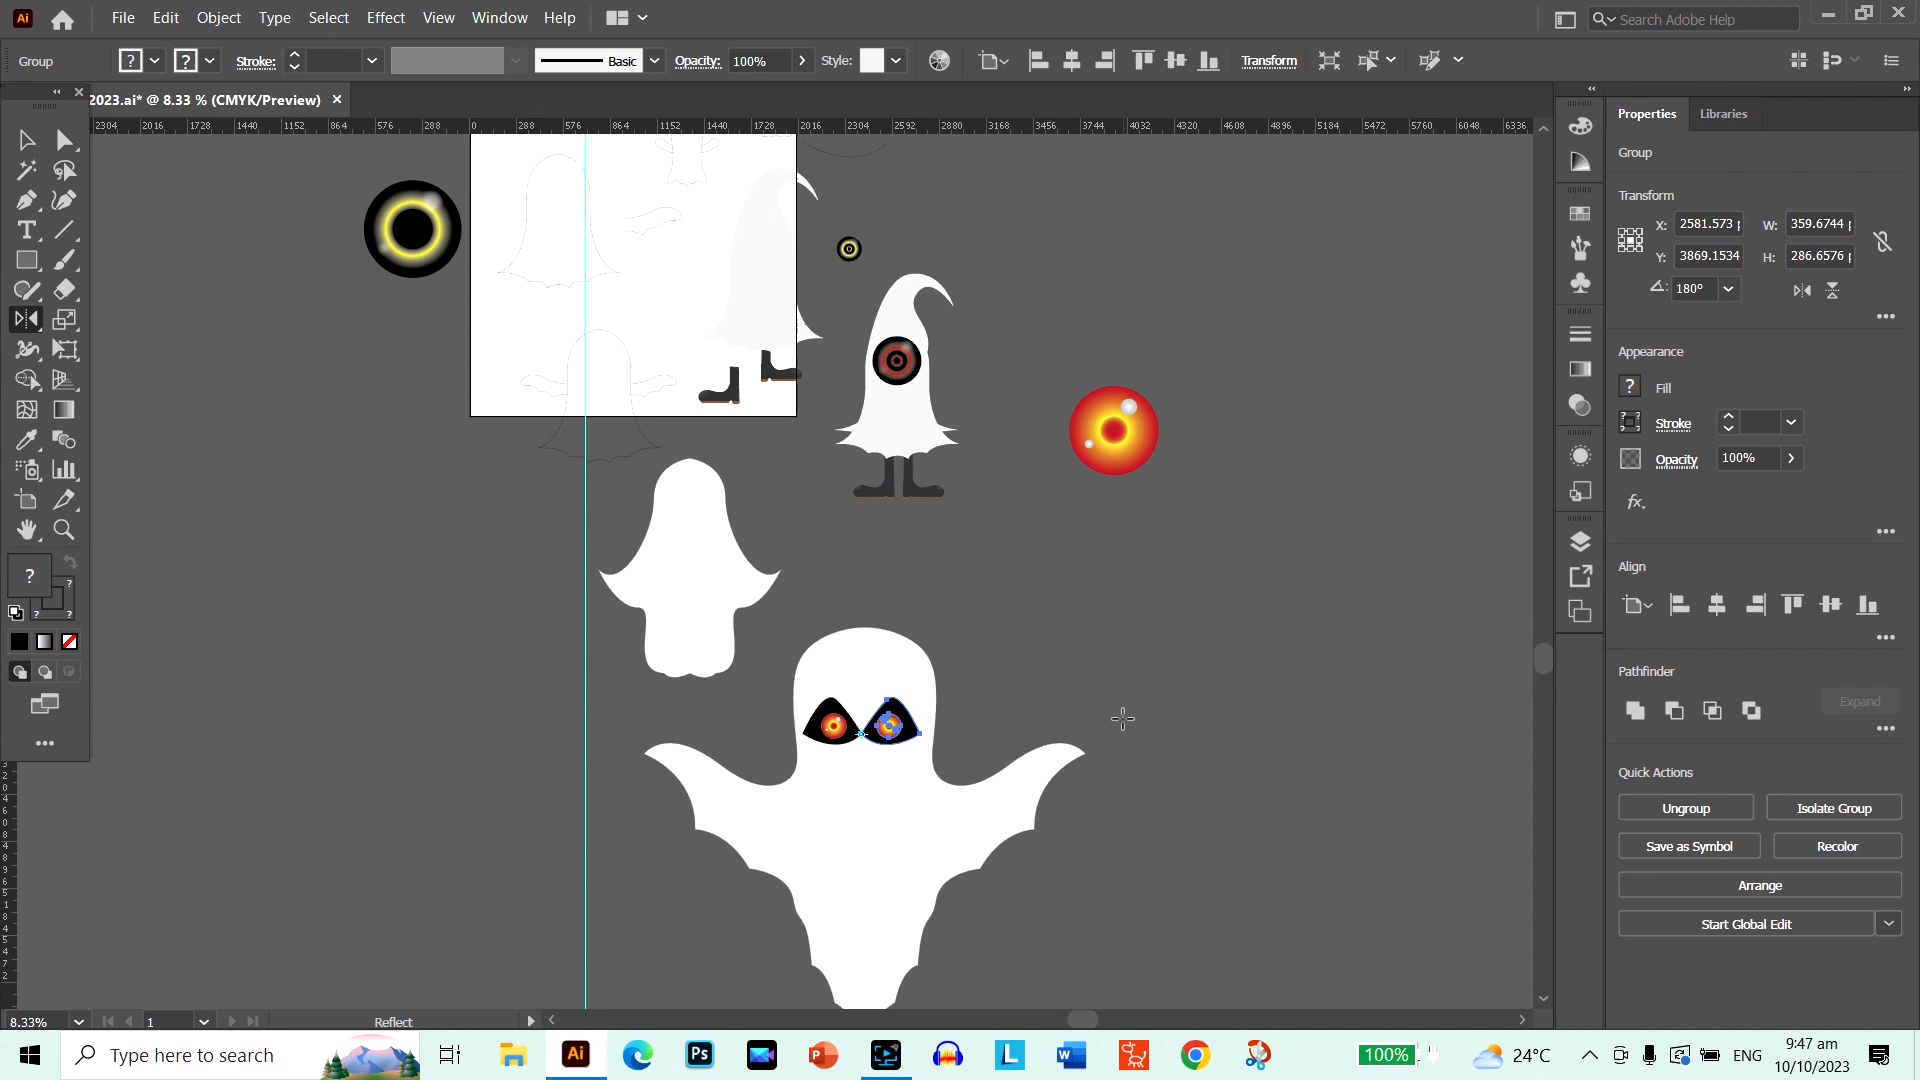 Ai File Edit Object Type Select Effect View Window Help Search Adobe Help
Group ? ? Stroke: Basic Opacity: 100% Style: Transform
2023.ai* @ 8.33 % (CMYK/Preview)
2304 2016 1728 1440 1152 864 576 288 0 288 576 864 1152 1440 1728 2016 2304 2592 2880 3168 3456 3744 4032 4320 4608 4896 5184 5472 5760 6048 6336
Properties Libraries
Group
Transform
X: 2581.573 W: 359.6744
Y: 3869.1534 H: 286.6576
180°
Appearance
? Fill
Stroke
Opacity 100%
fx
Align
Pathfinder
Expand
Quick Actions
Ungroup Isolate Group
Save as Symbol Recolor
Arrange
Start Global Edit
?
8.33% 1 Reflect
Type here to search Ai Ps P L W 100% 24°C ENG 9:47 am
10/10/2023